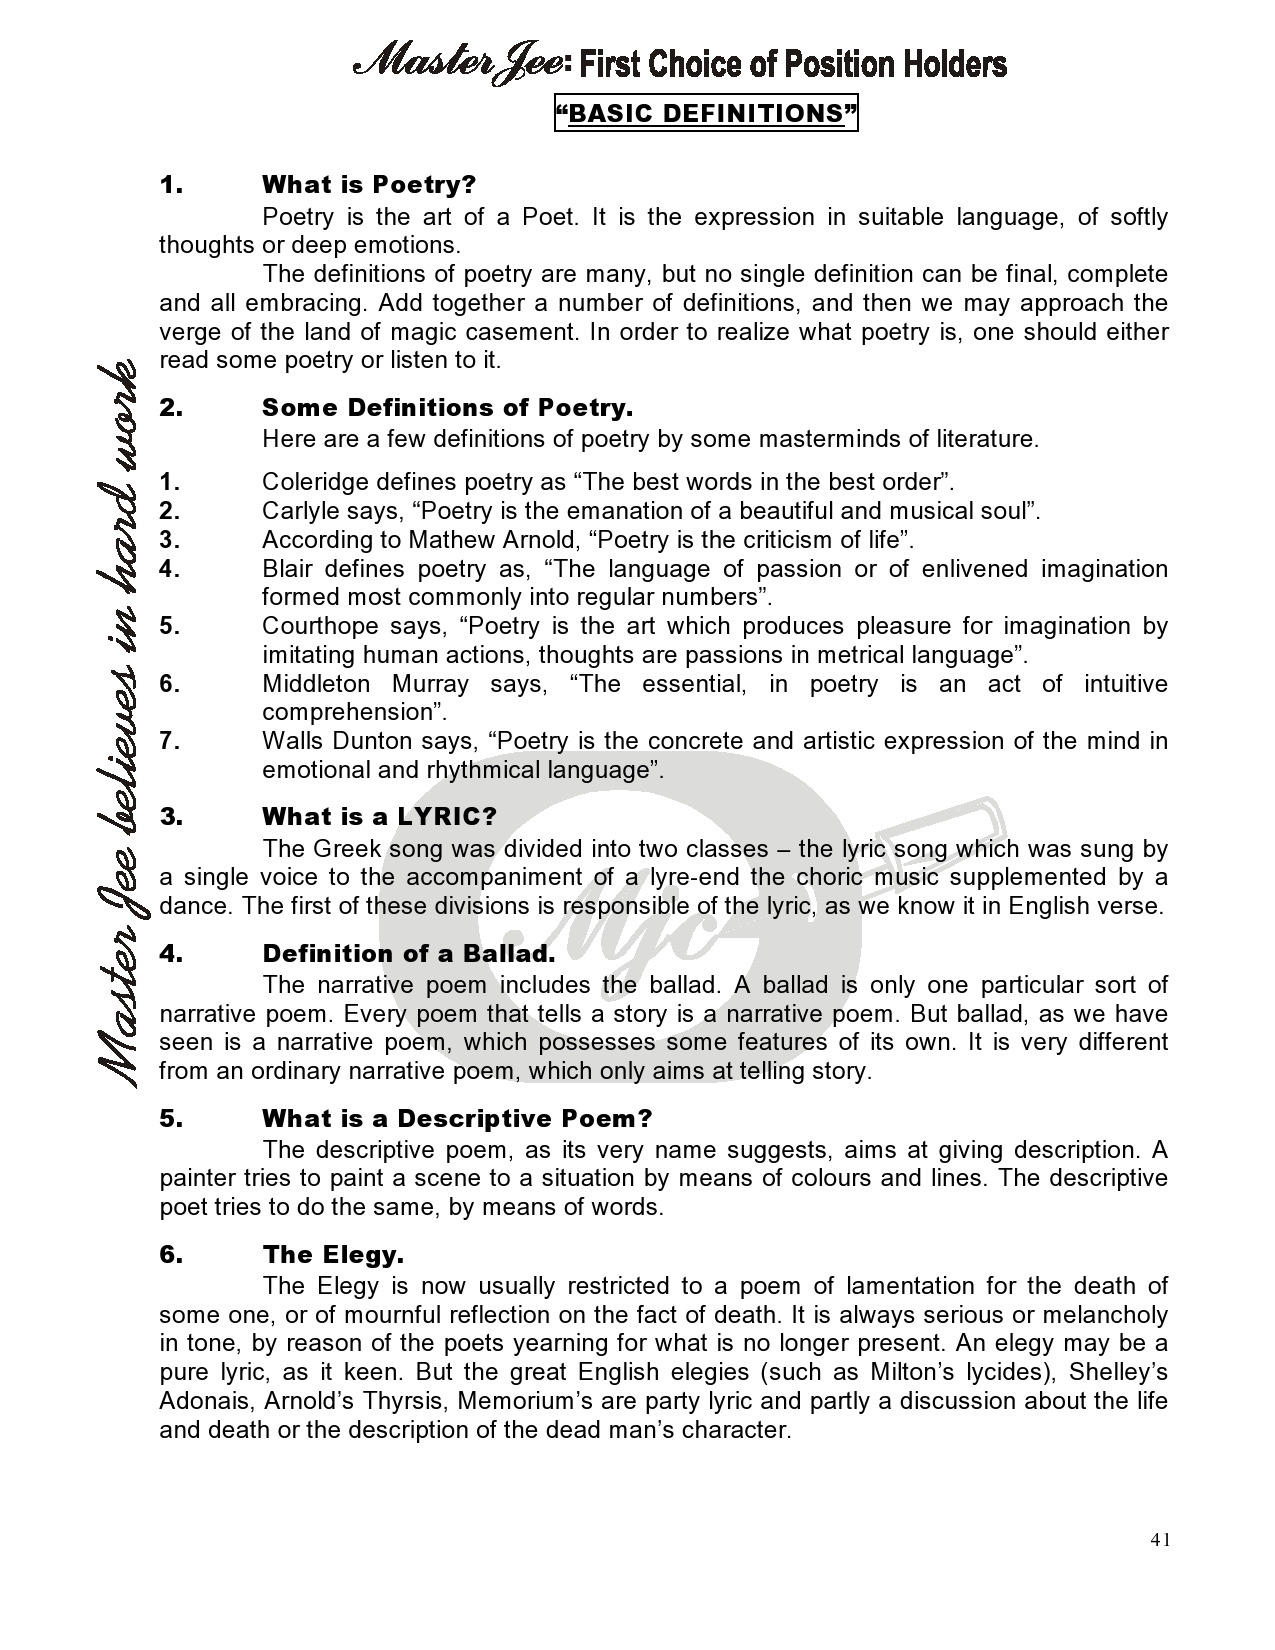 Master Jee: First Choice of Position Holders
“BASIC DEFINITIONS”
1. What is Poetry?
Poetry is the art of a Poet. It is the expression in suitable language, of softly
thoughts or deep emotions.
The definitions of poetry are many, but no single definition can be final, complete
and all embracing. Add together a number of definitions, and then we may approach the
verge of the land of magic casement. In order to realize what poetry is, one should either
read some poetry or listen to it.
2. Some Definitions of Poetry.
Here are a few definitions of poetry by some masterminds of literature.
1. Coleridge defines poetry as “The best words in the best order”.
2. Carlyle says, “Poetry is the emanation of a beautiful and musical soul”.
3. According to Mathew Arnold, “Poetry is the criticism of life”.
4. Blair defines poetry as, “The language of passion or of enlivened imagination
formed most commonly into regular numbers”.
5. Courthope says, “Poetry is the art which produces pleasure for imagination by
imitating human actions, thoughts are passions in metrical language”.
6. Middleton Murray says, “The essential, in poetry is an act of intuitive
comprehension”.
7. Walls Dunton says, “Poetry is the concrete and artistic expression of the mind in
emotional and rhythmical language”.
3. What is a LYRIC?
The Greek song was divided into two classes – the lyric song which was sung by
a single voice to the accompaniment of a lyre-end the choric music supplemented by a
dance. The first of these divisions is responsible of the lyric, as we know it in English verse.
4. Definition of a Ballad.
The narrative poem includes the ballad. A ballad is only one particular sort of
narrative poem. Every poem that tells a story is a narrative poem. But ballad, as we have
seen is a narrative poem, which possesses some features of its own. It is very different
from an ordinary narrative poem, which only aims at telling story.
5. What is a Descriptive Poem?
The descriptive poem, as its very name suggests, aims at giving description. A
painter tries to paint a scene to a situation by means of colours and lines. The descriptive
poet tries to do the same, by means of words.
6. The Elegy.
The Elegy is now usually restricted to a poem of lamentation for the death of
some one, or of mournful reflection on the fact of death. It is always serious or melancholy
in tone, by reason of the poets yearning for what is no longer present. An elegy may be a
pure lyric, as it keen. But the great English elegies (such as Milton’s lycides), Shelley’s
Adonais, Arnold’s Thyrsis, Memorium’s are party lyric and partly a discussion about the life
and death or the description of the dead man’s character.
Master Jee believes in hard work
Mjc
41